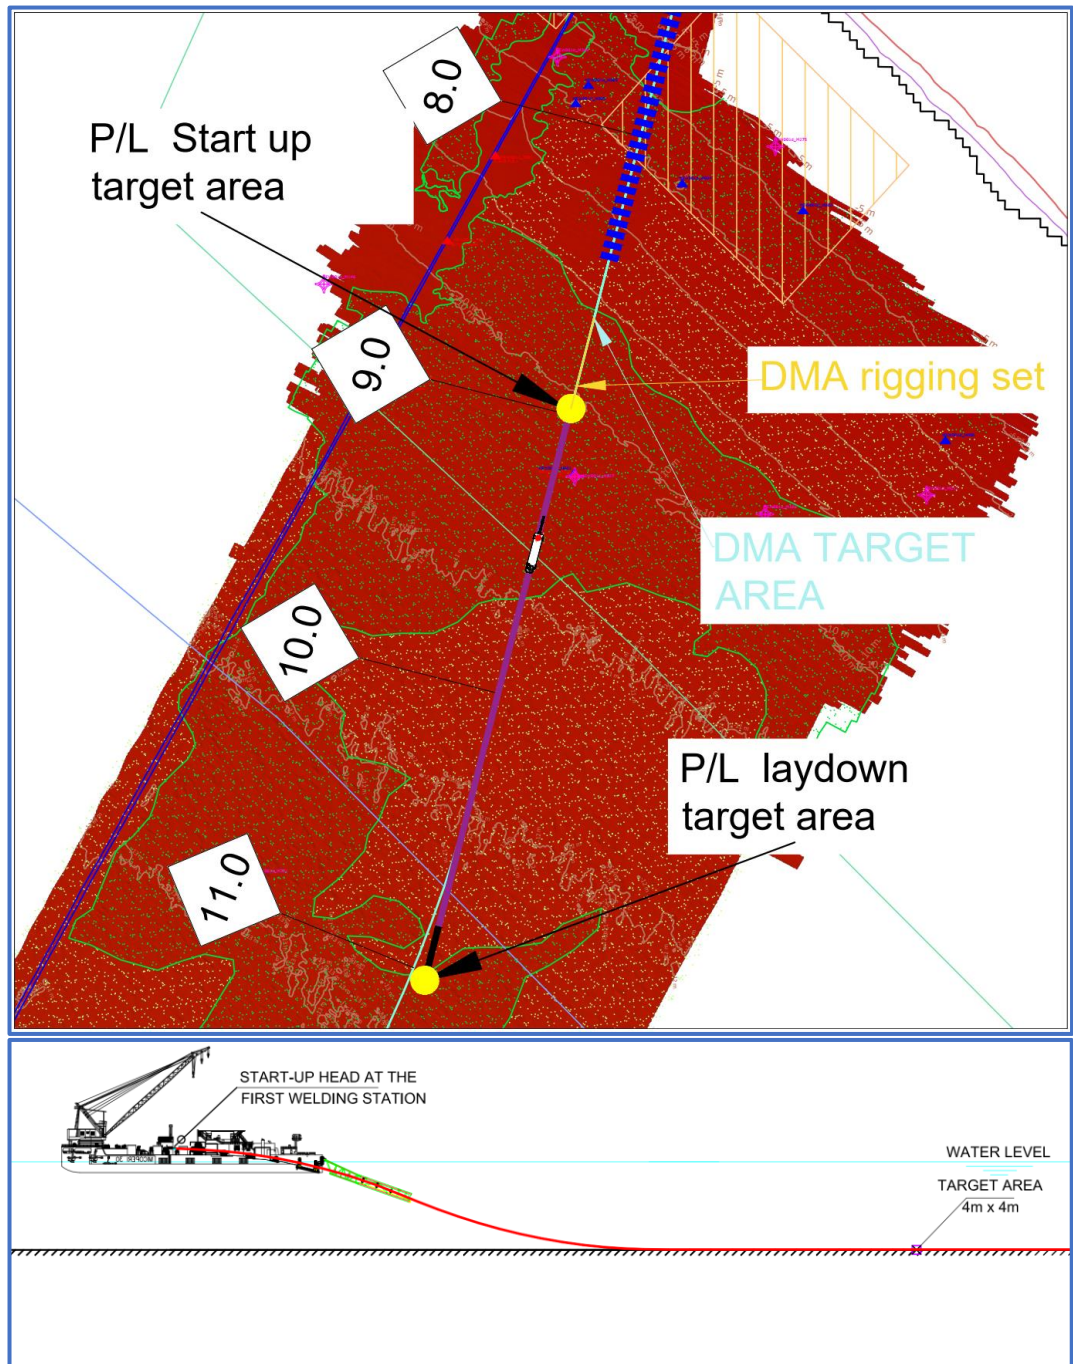 8.0
P/L Start up
target area
9.0
DMA rigging set
DMA TARGET
AREA
10.0
P/L laydown
target area
11.0
START-UP HEAD AT THE
FIRST WELDING STATION
WATER LEVEL
TARGET AREA
4m x 4m